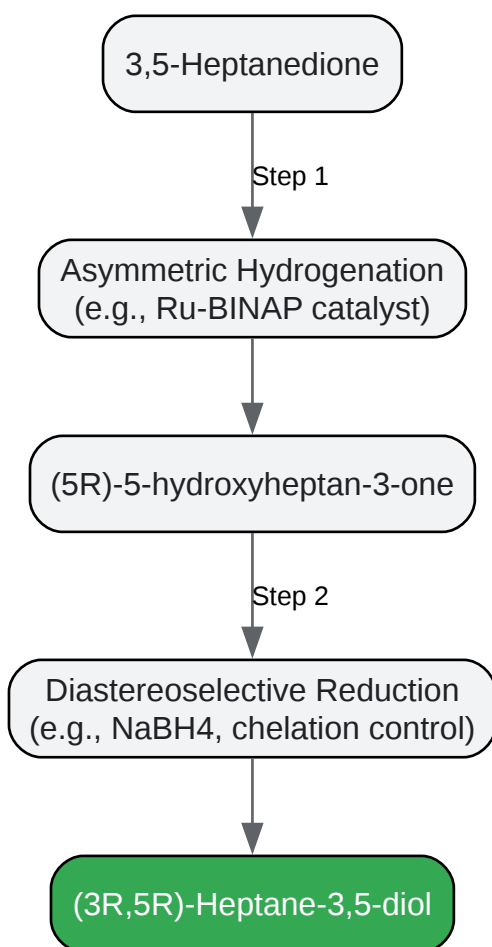 3,5-Heptanedione
Step 1
Asymmetric Hydrogenation
(e.g., Ru-BINAP catalyst)
(5R)-5-hydroxyheptan-3-one
Step 2
Diastereoselective Reduction
(e.g., NaBH4, chelation control)
(3R,5R)-Heptane-3,5-diol